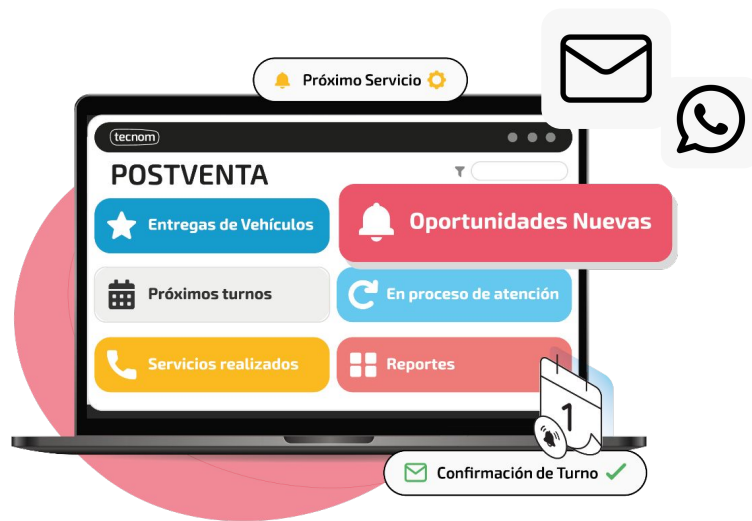 Próximo Servicio
tecnom
POSTVENTA
Entregas de Vehículos
Oportunidades Nuevas
Próximos turnos
En proceso de atención
Servicios realizados
Reportes
1
Confirmación de Turno